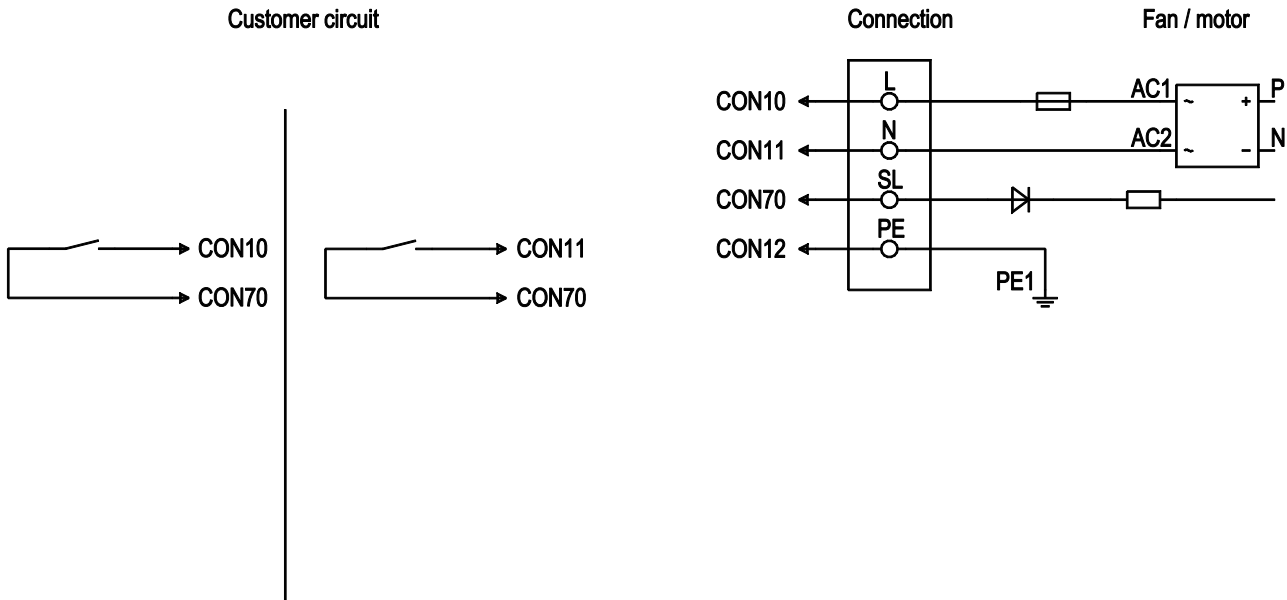 Customer circuit
Connection
Fan / motor
CON10
CON70
CON11
CON70
CON10
L
AC1
~
+
P
CON11
N
AC2
~
–
N
CON70
SL
CON12
PE
PE1